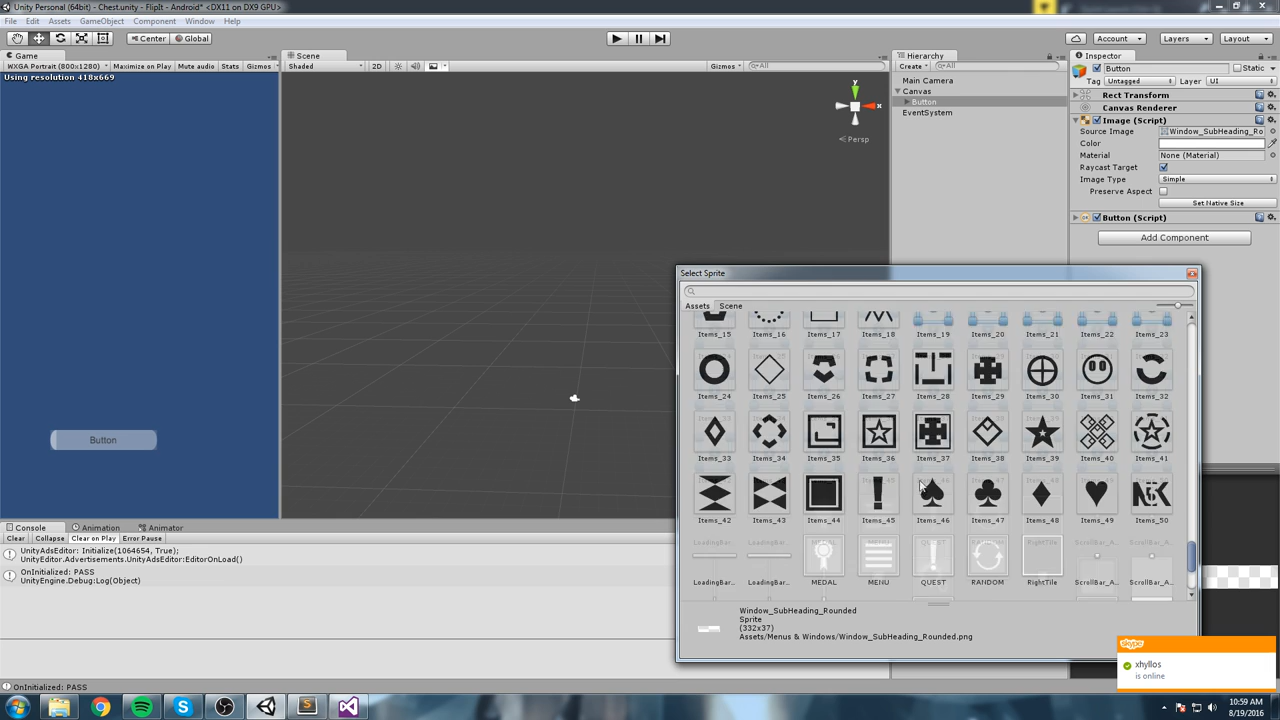 Unity Personal (64bit) - Chest.unity - FlipIt - Android* <DX11 on DX9 GPU>
File Edit Assets GameObject Component Window Help
Center Global Account Layers Layout
Game Scene Hierarchy Inspector
WXGA Portrait (800x1280) Maximize on Play Mute audio Stats Gizmos Shaded 2D Gizmos All Create All
Using resolution 418x669
Button Static
Tag Untagged Layer UI
Main Camera
Canvas
Button
EventSystem
Persp
Rect Transform
Canvas Renderer
Image (Script)
Source Image Window_SubHeading_Ro
Color
Material None (Material)
Raycast Target
Image Type Simple
Preserve Aspect
Set Native Size
Button (Script)
Add Component
Button
Select Sprite
Assets Scene
Items_15 Items_16 Items_17 Items_18 Items_19 Items_20 Items_21 Items_22 Items_23
Items_24 Items_25 Items_26 Items_27 Items_28 Items_29 Items_30 Items_31 Items_32
Items_33 Items_34 Items_35 Items_36 Items_37 Items_38 Items_39 Items_40 Items_41
Items_42 Items_43 Items_44 Items_45 Items_46 Items_47 Items_48 Items_49 Items_50
LoadingBar... LoadingBar... MEDAL MENU QUEST RANDOM RightTile ScrollBar_A... ScrollBar_A...
Window_SubHeading_Rounded
Sprite
(332x37)
Assets/Menus & Windows/Window_SubHeading_Rounded.png
Console Animation Animator
Clear Collapse Clear on Play Error Pause
UnityAdsEditor: Initialize(1064654, True);
UnityEditor.Advertisements.UnityAdsEditor:EditorOnLoad()
OnInitialized: PASS
UnityEngine.Debug:Log(Object)
OnInitialized: PASS
skype
xhyllos
is online
10:59 AM
8/19/2016